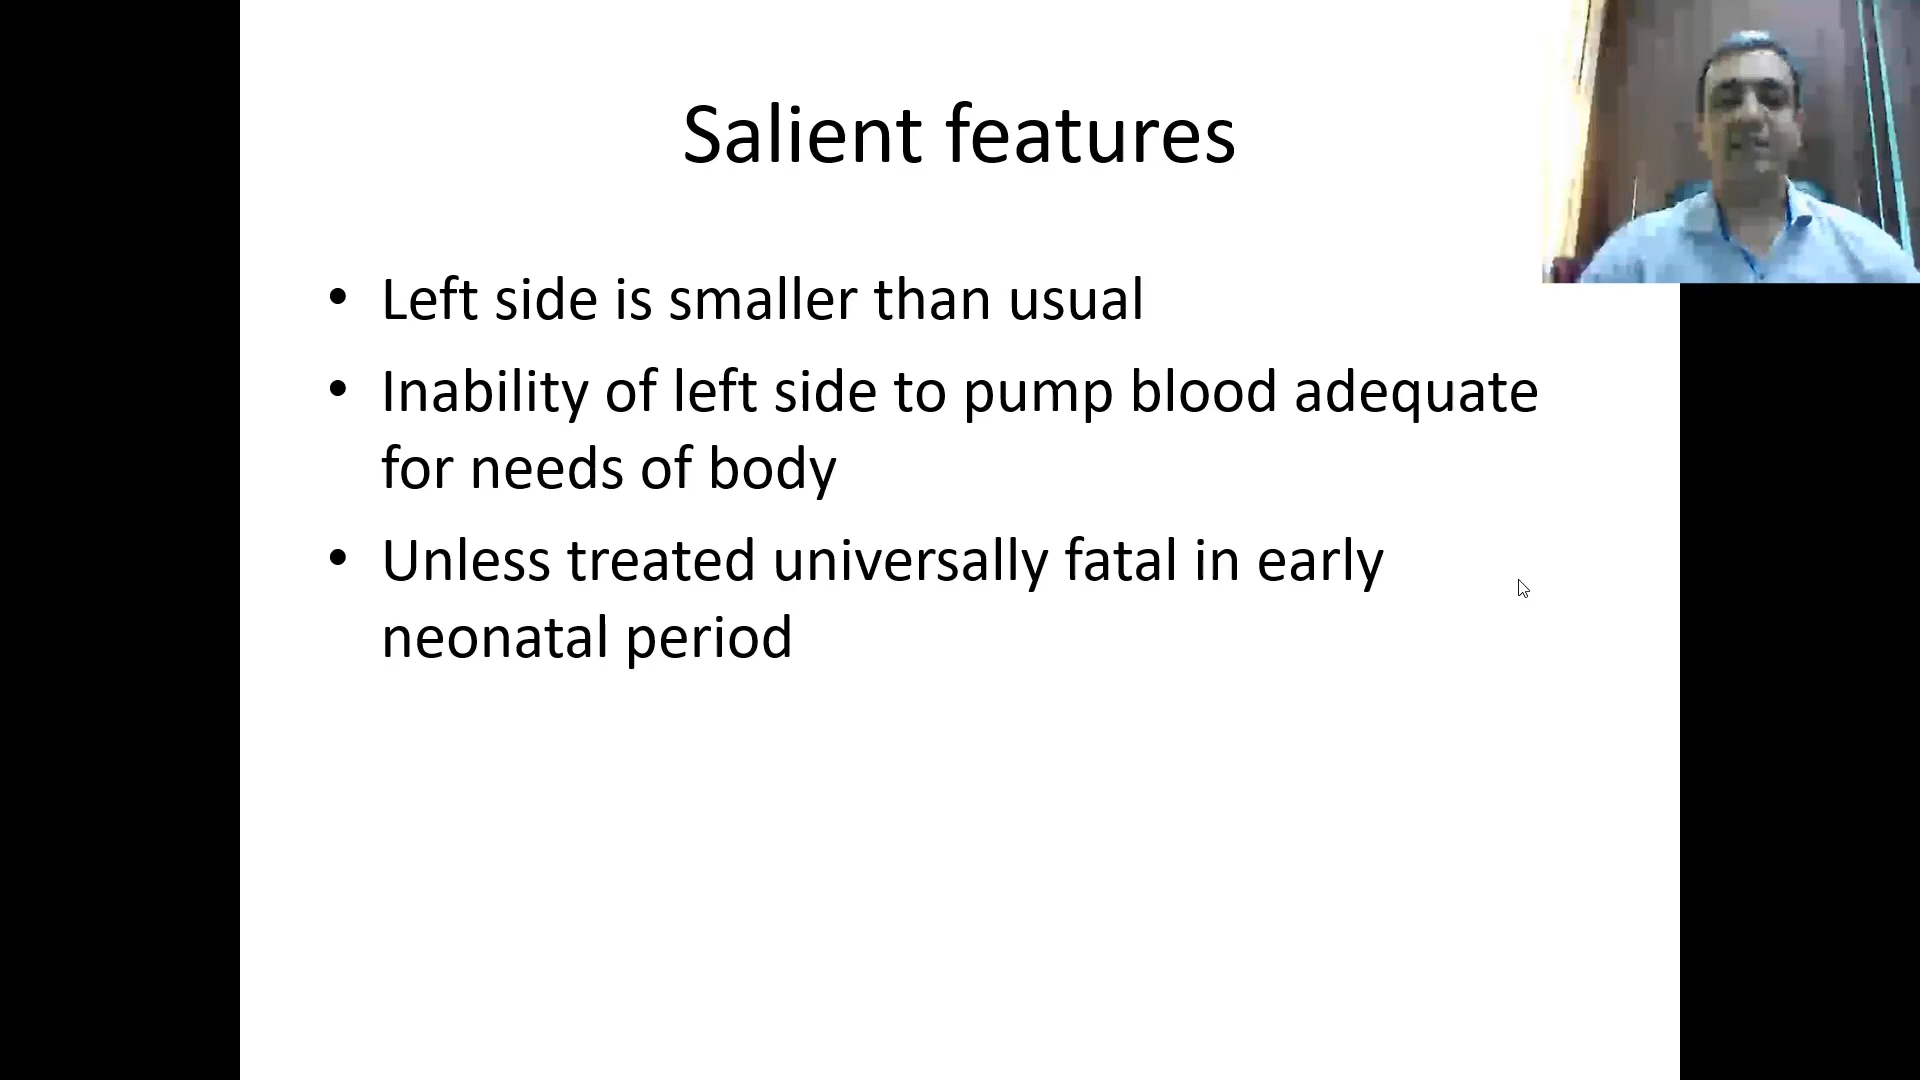 Salient features
• Left side is smaller than usual
• Inability of left side to pump blood adequate
for needs of body
• Unless treated universally fatal in early
neonatal period